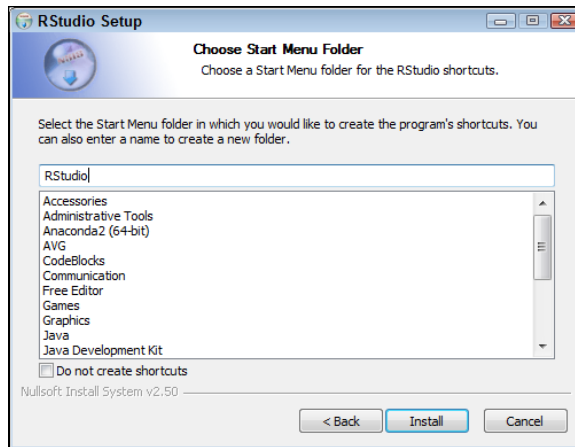 RStudio Setup
Choose Start Menu Folder
Choose a Start Menu folder for the RStudio shortcuts.
Select the Start Menu folder in which you would like to create the program's shortcuts. You
can also enter a name to create a new folder.
RStudio
Accessories
Administrative Tools
Anaconda2 (64-bit)
AVG
CodeBlocks
Communication
Free Editor
Games
Graphics
Java
Java Development Kit
Do not create shortcuts
Nullsoft Install System v2.50
< Back Install Cancel